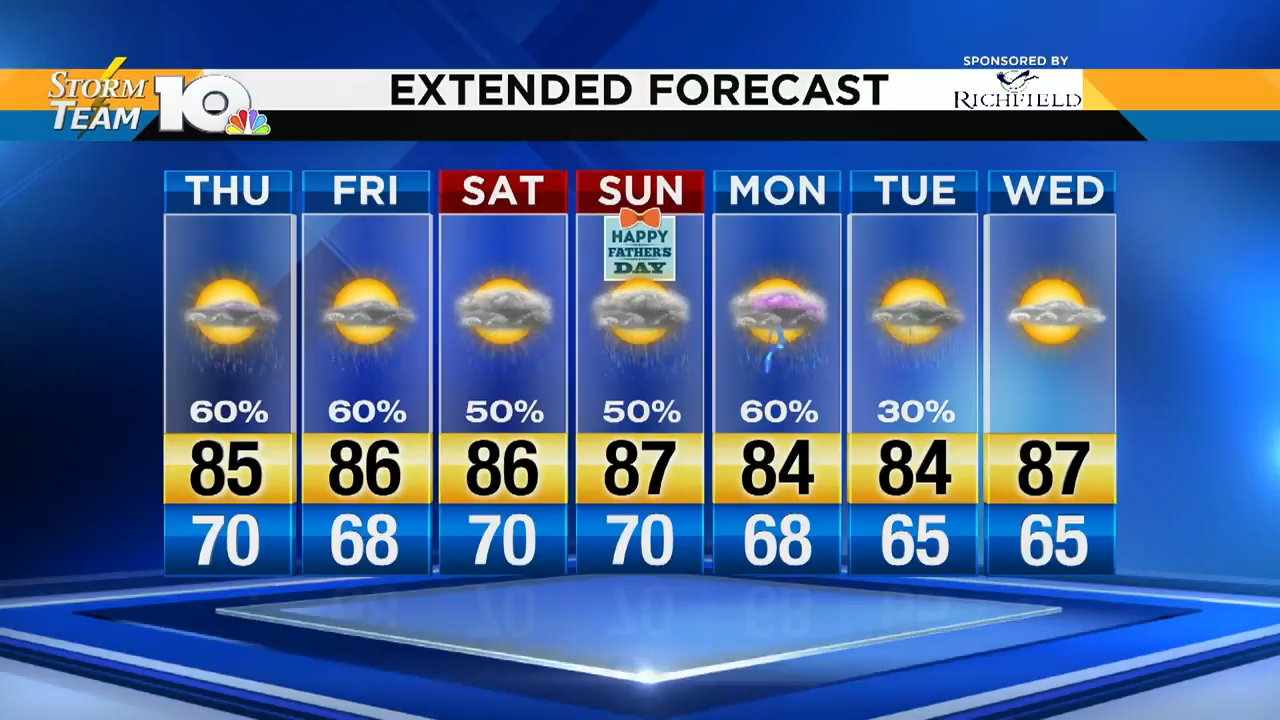 STORM
TEAM
10
EXTENDED FORECAST
SPONSORED BY
RICHFIELD
THU FRI SAT SUN MON TUE WED
HAPPY
FATHER'S
DAY
60% 60% 50% 50% 60% 30%
85 86 86 87 84 84 87
70 68 70 70 68 65 65